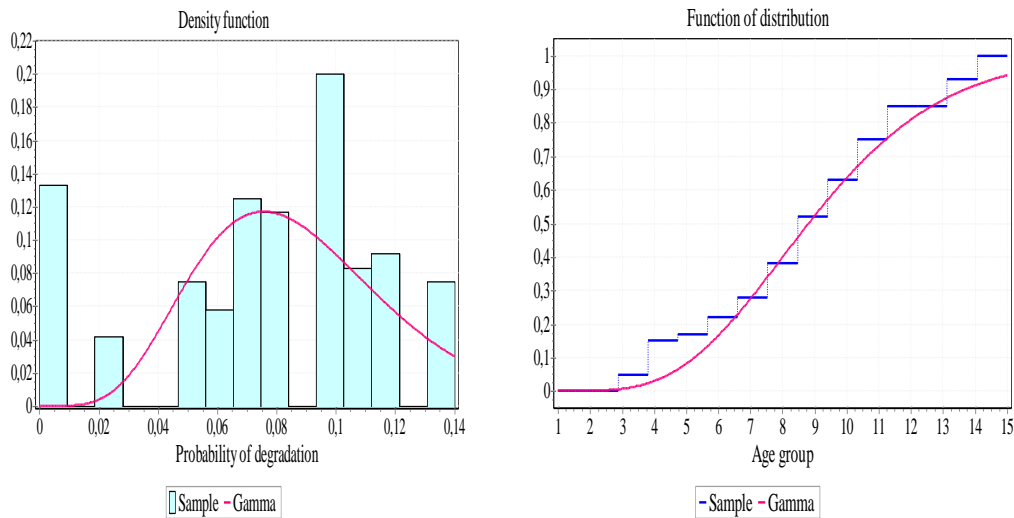 Density function
0,22
0,2
0,18
0,16
0,14
0,12
0,1
0,08
0,06
0,04
0,02
0
0 0,02 0,04 0,06 0,08 0,1 0,12 0,14
Probability of degradation
Sample Gamma
Function of distribution
1
0,9
0,8
0,7
0,6
0,5
0,4
0,3
0,2
0,1
0
1 2 3 4 5 6 7 8 9 10 11 12 13 14 15
Age group
Sample Gamma